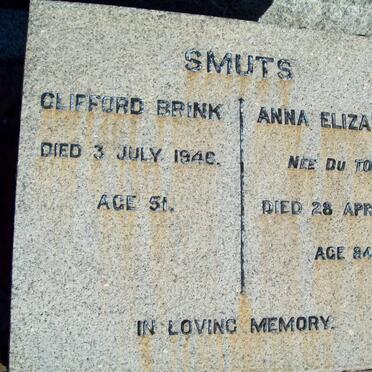 SMUTS
CLIFFORD BRINK
DIED 3 JULY 1946.
AGE 51.
ANNA ELIZA
NEE DU TO
DIED 28 APR
AGE 84
IN LOVING MEMORY.